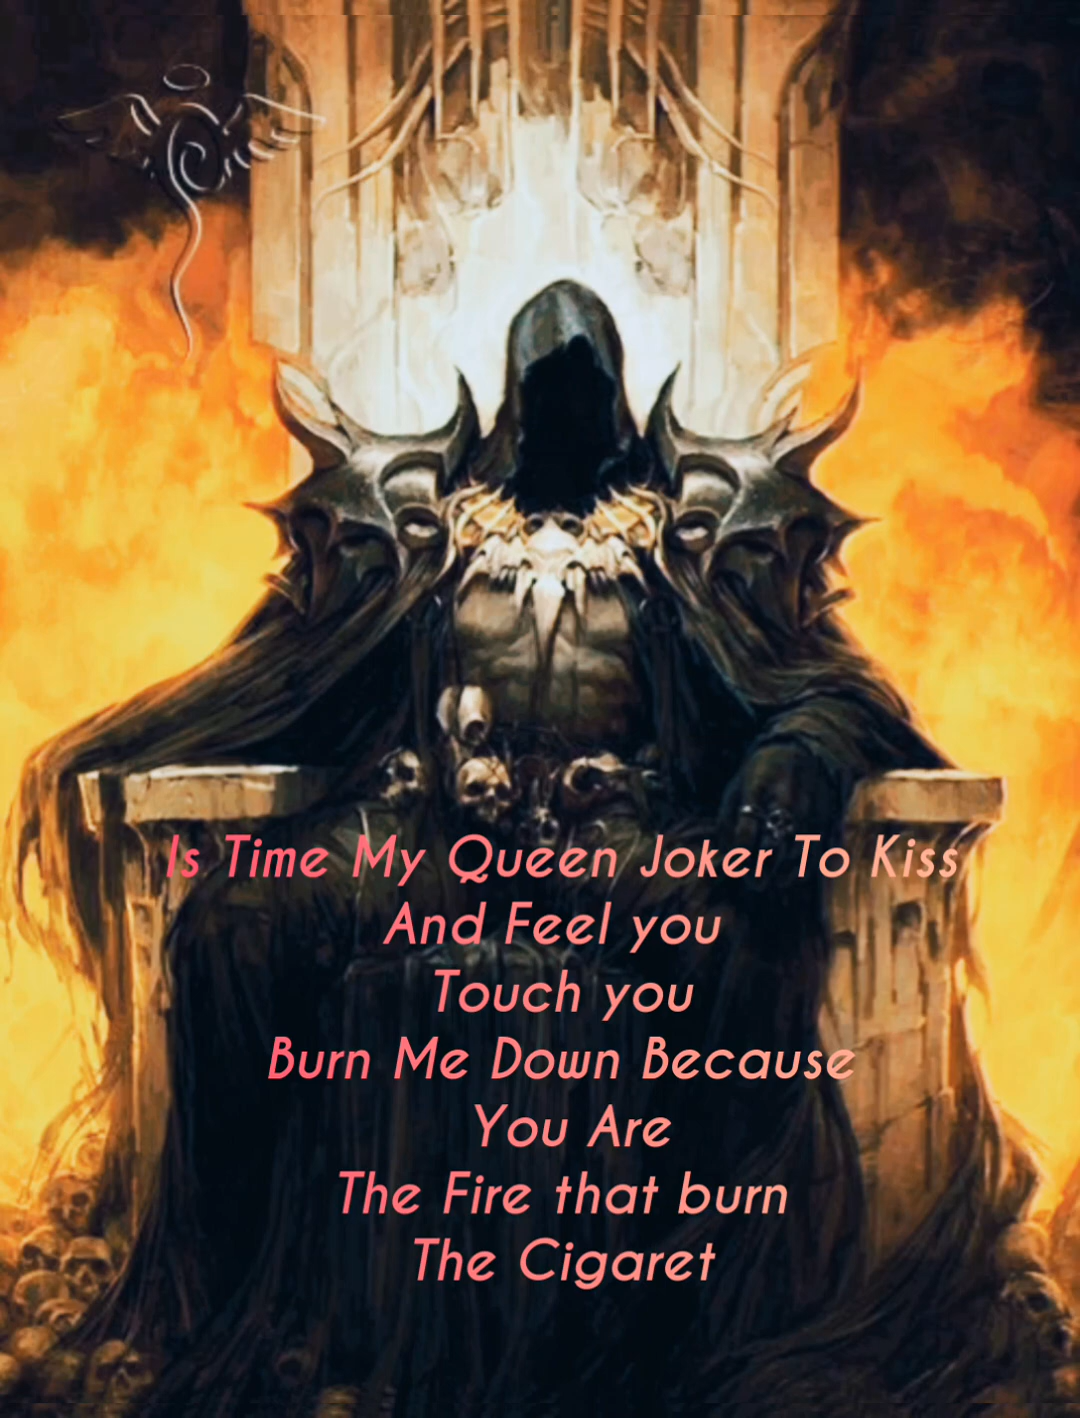 Is Time My Queen Joker To Kiss
And Feel you
Touch you
Burn Me Down Because
You Are
The Fire that burn
The Cigaret